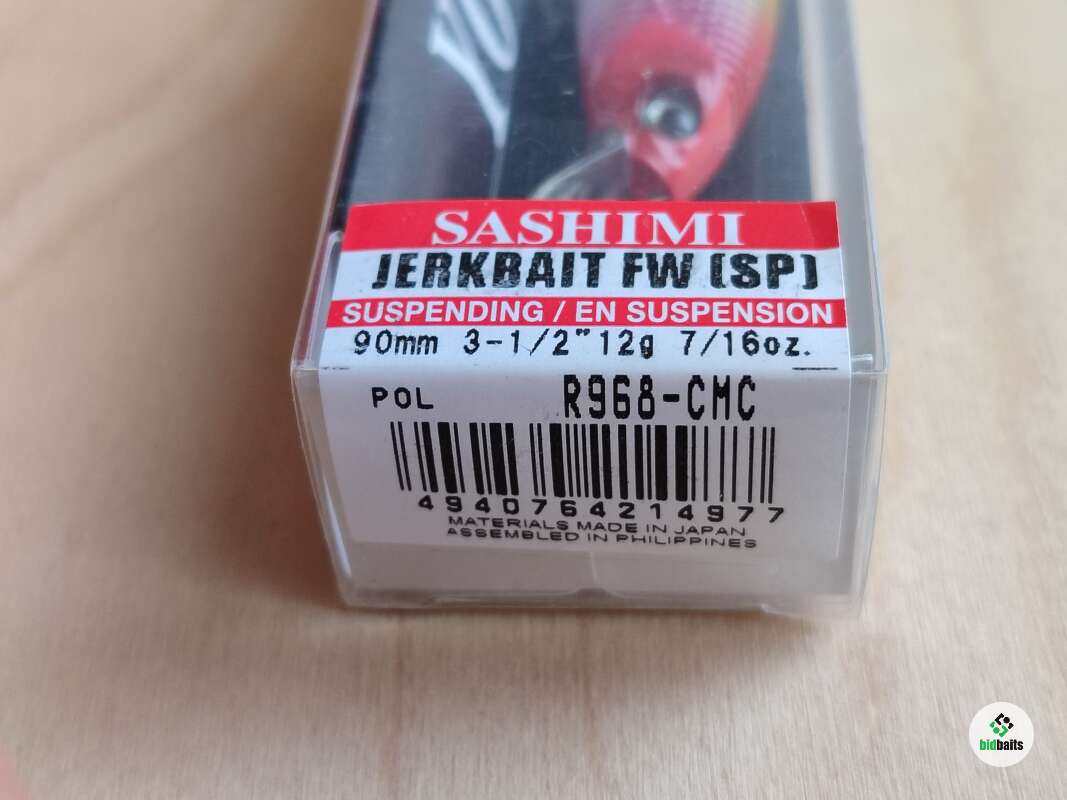 YO
SASHIMI
JERKBAIT FW (SP)
SUSPENDING / EN SUSPENSION
90mm 3-1/2" 12g 7/16oz.
POL R968-CMC
4940764214977
MATERIALS MADE IN JAPAN
ASSEMBLED IN PHILIPPINES
bidbaits